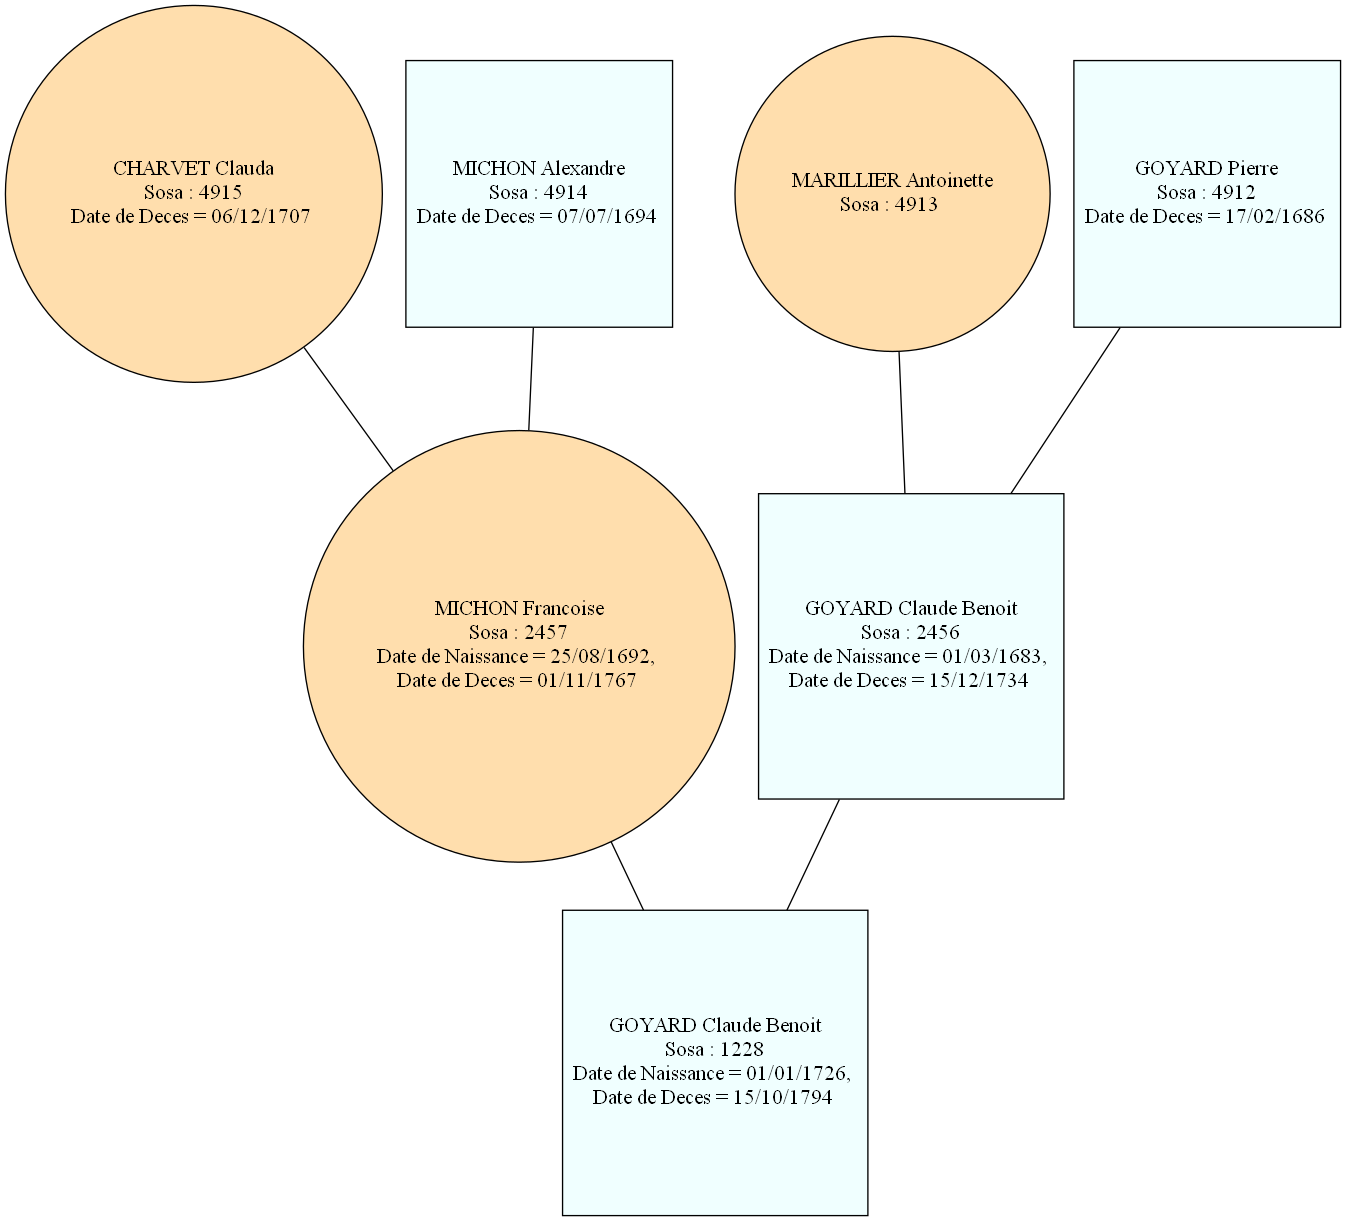 CHARVET Clauda
Sosa : 4915
Date de Deces = 06/12/1707
MICHON Alexandre
Sosa : 4914
Date de Deces = 07/07/1694
MARILLIER Antoinette
Sosa : 4913
GOYARD Pierre
Sosa : 4912
Date de Deces = 17/02/1686
MICHON Francoise
Sosa : 2457
Date de Naissance = 25/08/1692,
Date de Deces = 01/11/1767
GOYARD Claude Benoit
Sosa : 2456
Date de Naissance = 01/03/1683,
Date de Deces = 15/12/1734
GOYARD Claude Benoit
Sosa : 1228
Date de Naissance = 01/01/1726,
Date de Deces = 15/10/1794